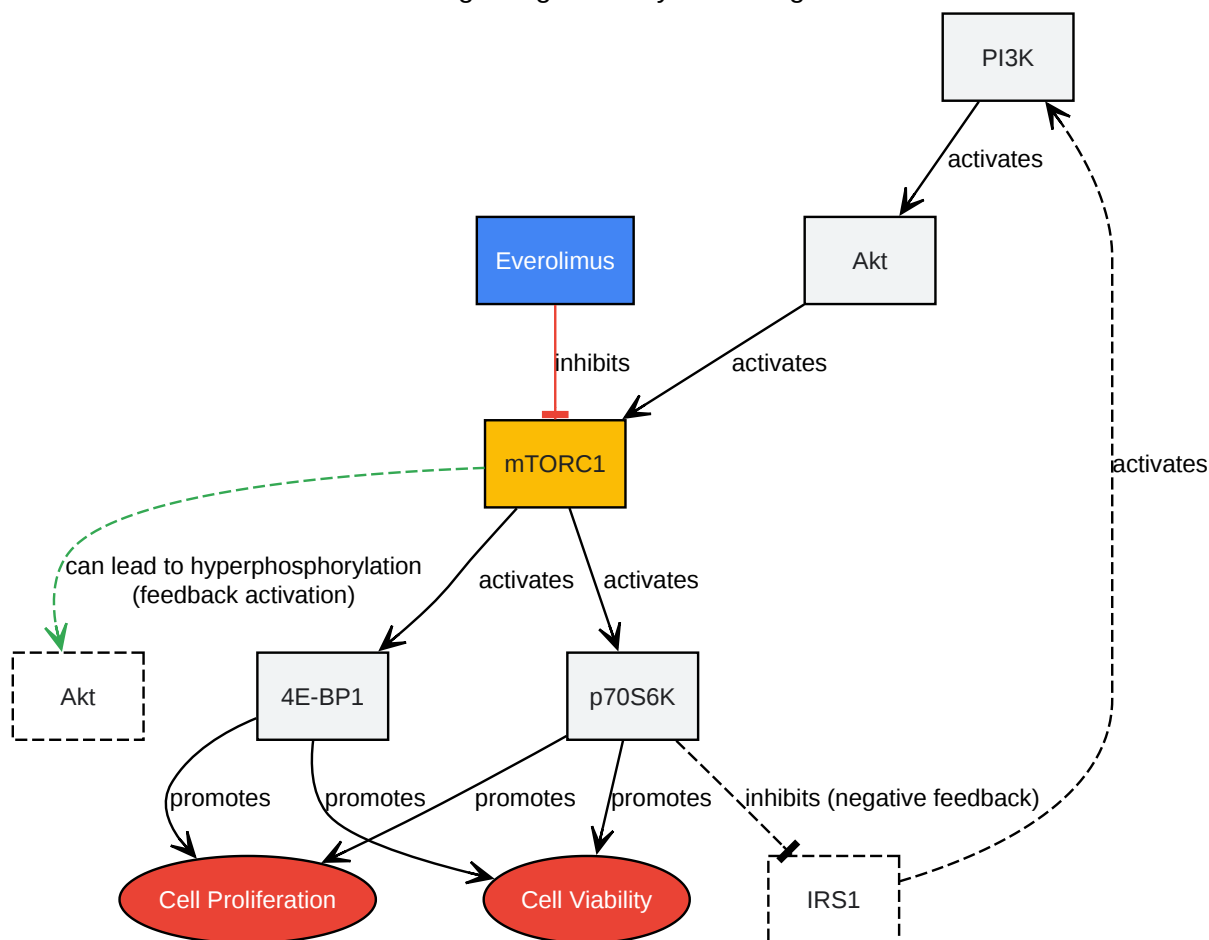 PI3K
activates
Everolimus
Akt
inhibits
activates
mTORC1
activates
can lead to hyperphosphorylation
(feedback activation)
activates
activates
Akt
4E-BP1
p70S6K
promotes
promotes
promotes
promotes
inhibits (negative feedback)
Cell Proliferation
Cell Viability
IRS1